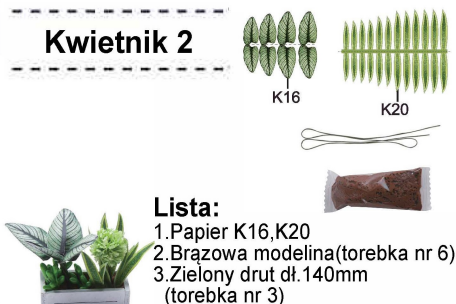 Kwietnik 2
K16
K20
Lista:
1.Papier K16,K20
2.Brązowa modelina(torebka nr 6)
3.Zielony drut dł.140mm
(torebka nr 3)